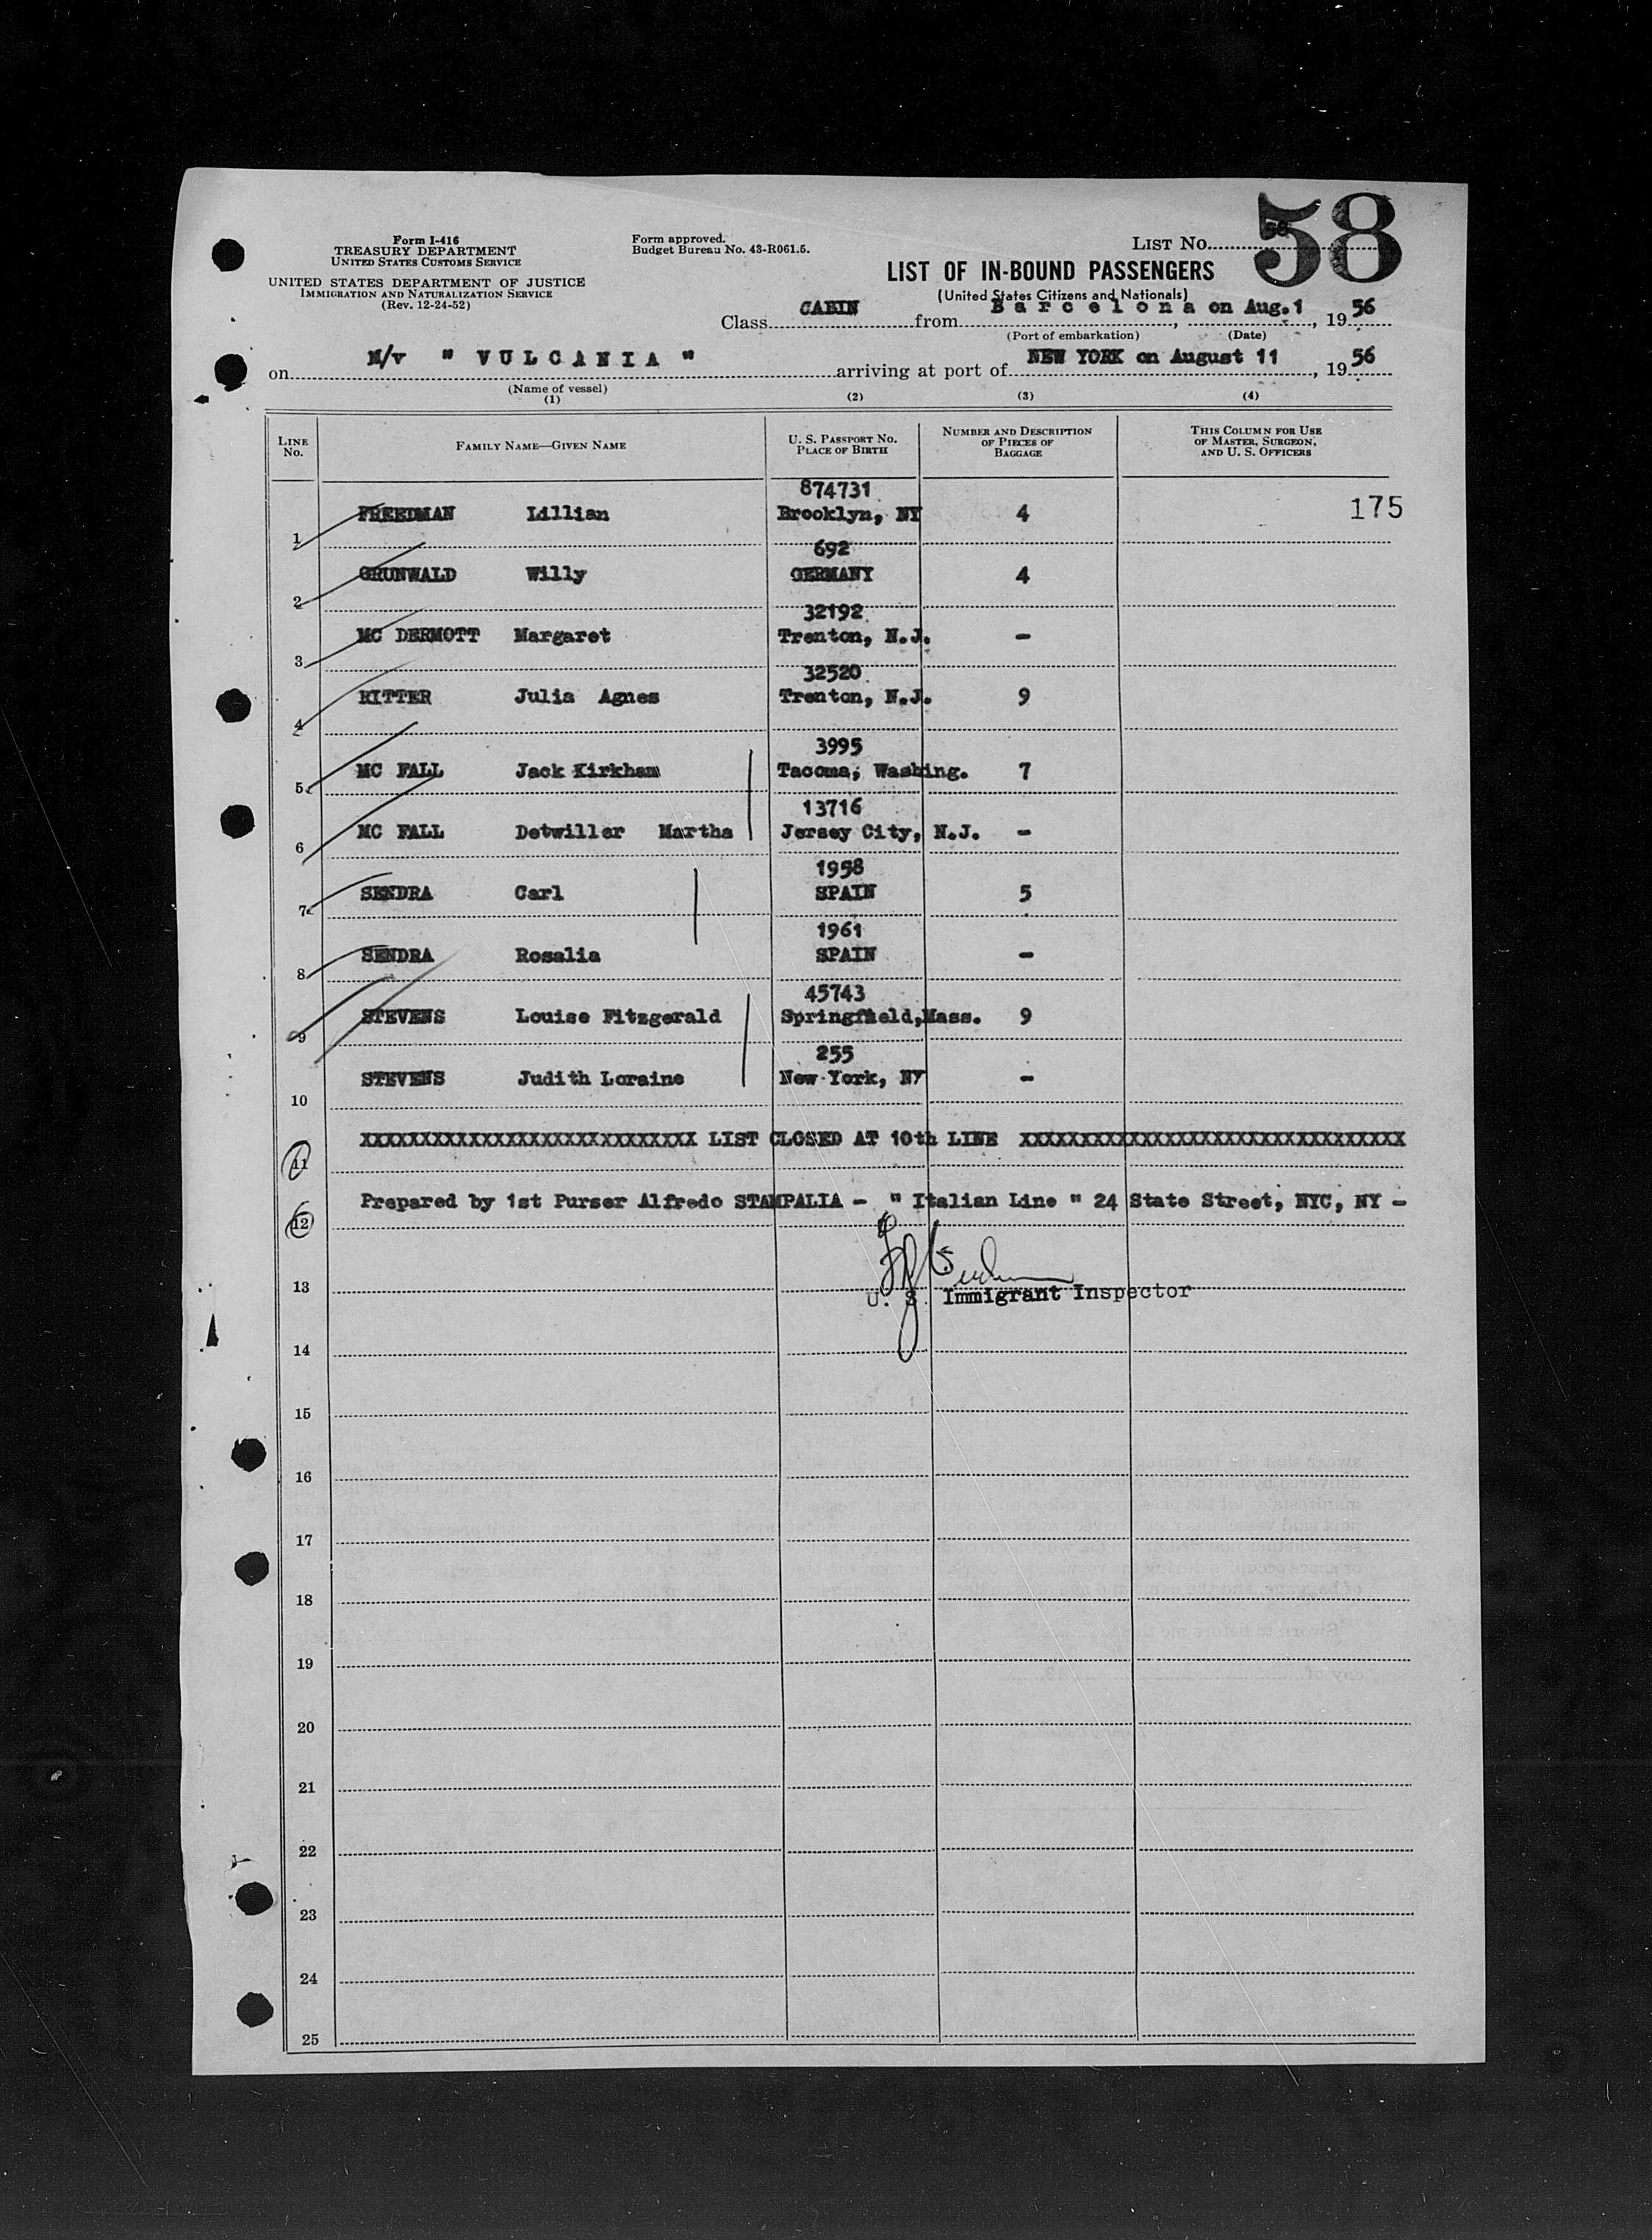 58
Form I-416
TREASURY DEPARTMENT
UNITED STATES CUSTOMS SERVICE
UNITED STATES DEPARTMENT OF JUSTICE
IMMIGRATION AND NATURALIZATION SERVICE
(Rev. 12-24-52)
Form approved.
Budget Bureau No. 43-R061.5.
LIST No.
LIST OF IN-BOUND PASSENGERS
(United States Citizens and Nationals)
Class CABIN from Barcelona on Aug.1, 1956
(Port of embarkation) (Date)
on M/v " VULCANIA " arriving at port of NEW YORK on August 11, 1956
(Name of vessel)
(1) (2) (3) (4)
LINE No. FAMILY NAME—GIVEN NAME U. S. PASSPORT No. PLACE OF BIRTH NUMBER AND DESCRIPTION OF PIECES OF BAGGAGE THIS COLUMN FOR USE OF MASTER, SURGEON, AND U. S. OFFICERS
874731
1 FREEDMAN Lillian Brooklyn, NY 4 175
692
2 GRUNWALD Willy GERMANY 4
32192
3 MC DERMOTT Margaret Trenton, N.J. -
32520
4 RITTER Julia Agnes Trenton, N.J. 9
3995
5 MC FALL Jack Kirkham Tacoma, Washing. 7
13716
6 MC FALL Detwiller Martha Jersey City, N.J. -
1958
7 SENDRA Carl SPAIN 5
1961
8 SENDRA Rosalia SPAIN -
45743
9 STEVENS Louise Fitzgerald Springfield,Mass. 9
255
10 STEVENS Judith Loraine New York, NY -
11 XXXXXXXXXXXXXXXXXXXXXXXXXXXX LIST CLOSED AT 10th LINE XXXXXXXXXXXXXXXXXXXXXXXXXXXXXXXX
12 Prepared by 1st Purser Alfredo STAMPALIA - " Italian Line " 24 State Street, NYC, NY -
13 U. S. Immigrant Inspector
14
15
16
17
18
19
20
21
22
23
24
25